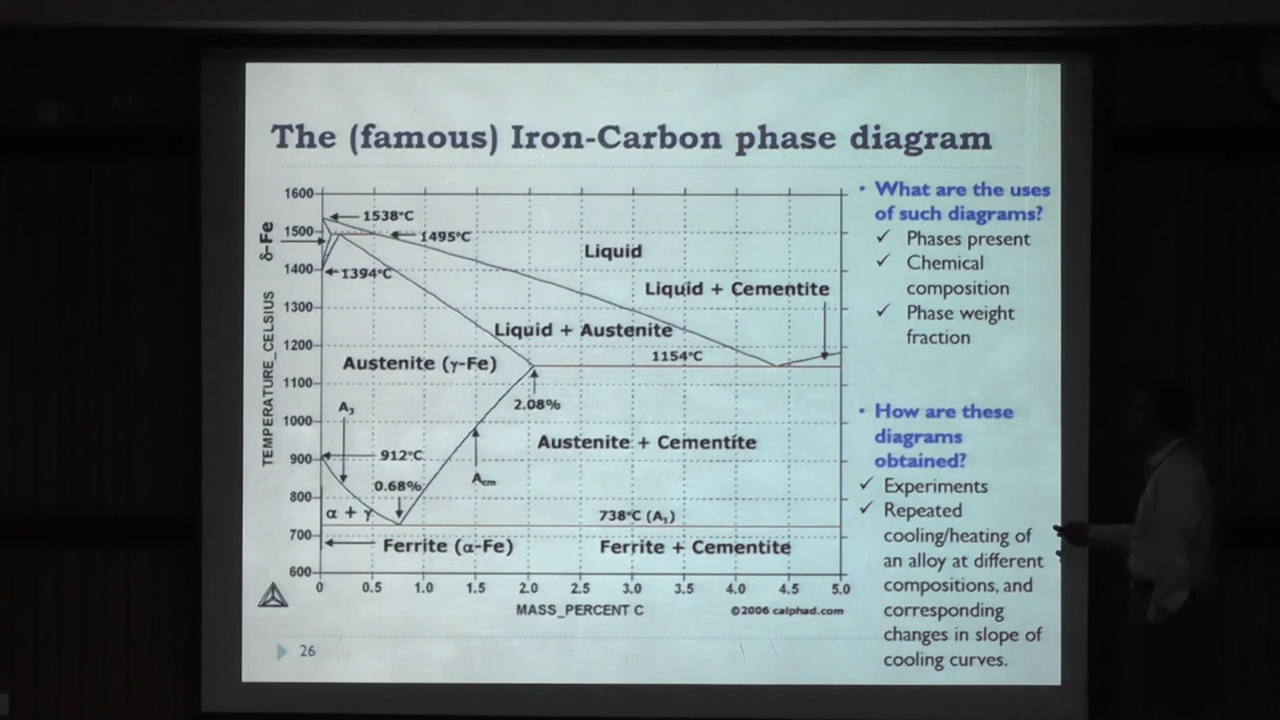 The (famous) Iron-Carbon phase diagram
1600
1500
1400
1300
1200
1100
1000
900
800
700
600
TEMPERATURE_CELSIUS
δ-Fe
1538°C
1495°C
1394°C
Liquid
Liquid + Cementite
Liquid + Austenite
1154°C
Austenite (γ-Fe)
2.08%
A3
912°C
Austenite + Cementite
0.68%
Acm
α + γ
738°C (A1)
Ferrite (α-Fe)
Ferrite + Cementite
0 0.5 1.0 1.5 2.0 2.5 3.0 3.5 4.0 4.5 5.0
MASS_PERCENT C
©2006 calphad.com
• What are the uses
of such diagrams?
✓ Phases present
✓ Chemical
composition
✓ Phase weight
fraction
• How are these
diagrams
obtained?
✓ Experiments
✓ Repeated
cooling/heating of
an alloy at different
compositions, and
corresponding
changes in slope of
cooling curves.
26